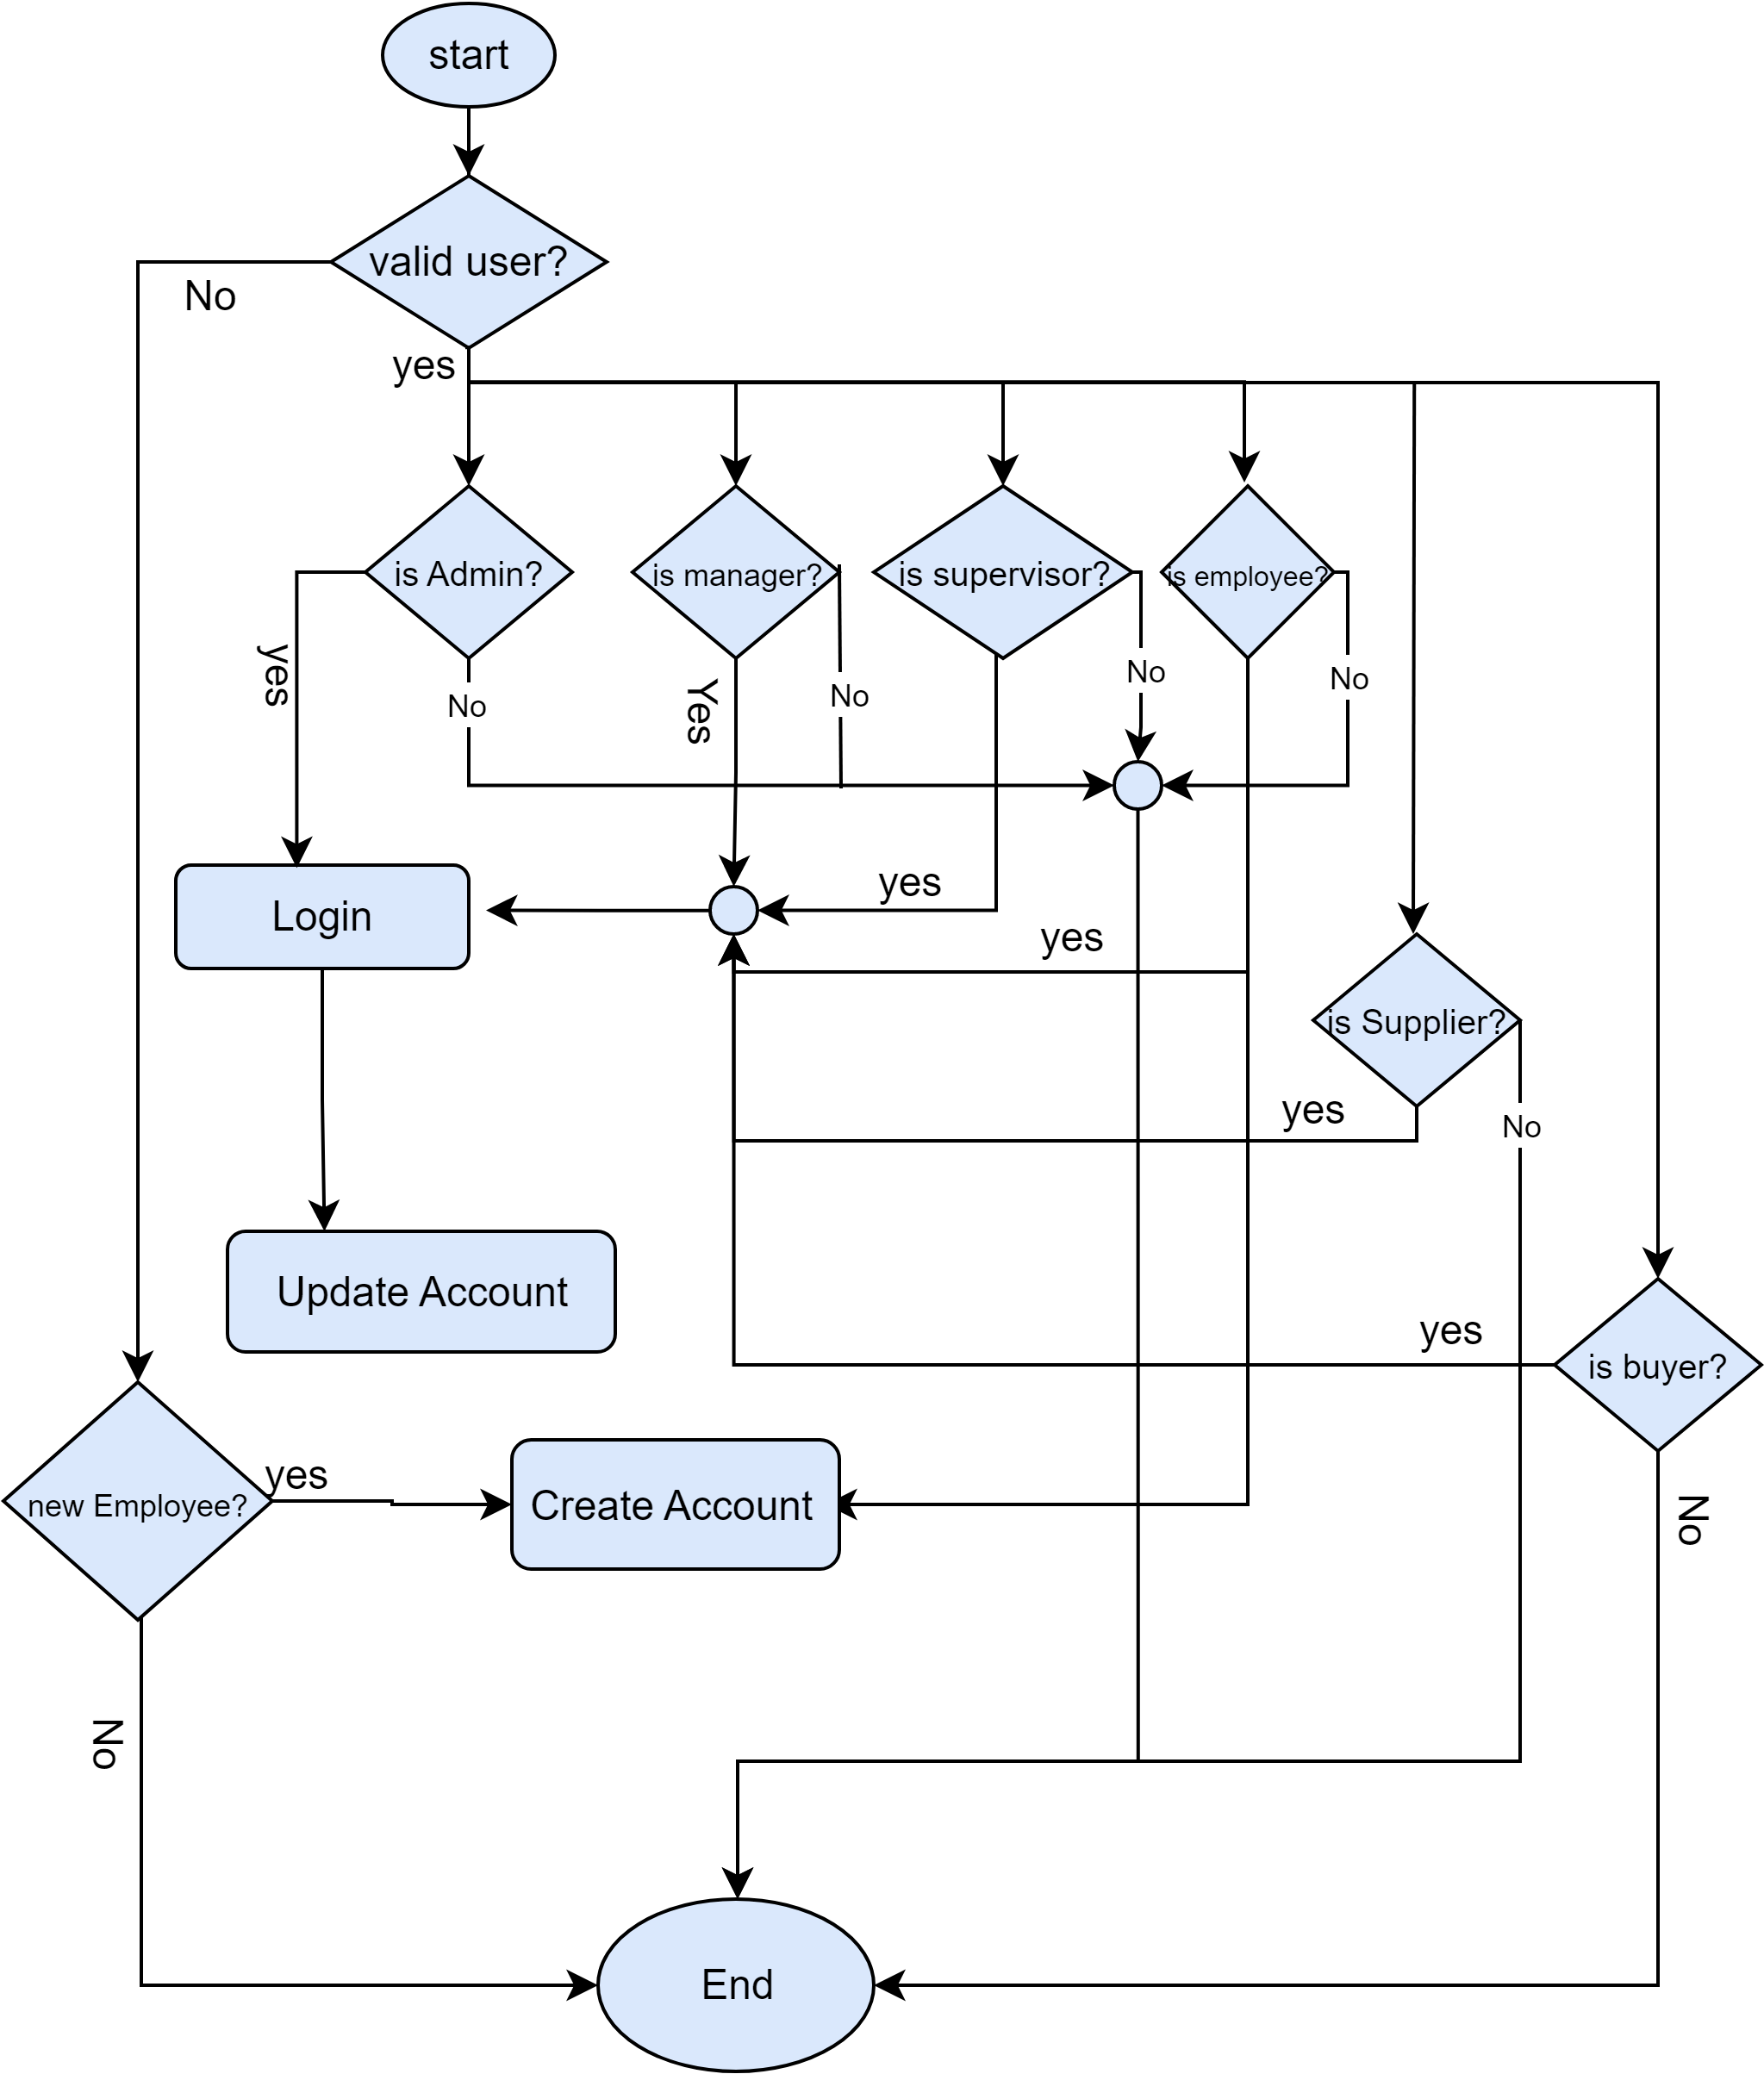 start
valid user?
No
yes
is Admin?
is manager?
is supervisor?
is employee?
yes
No
Yes
No
No
No
Login
yes
yes
is Supplier?
yes
No
Update Account
yes
is buyer?
yes
new Employee?
Create Account
No
No
End